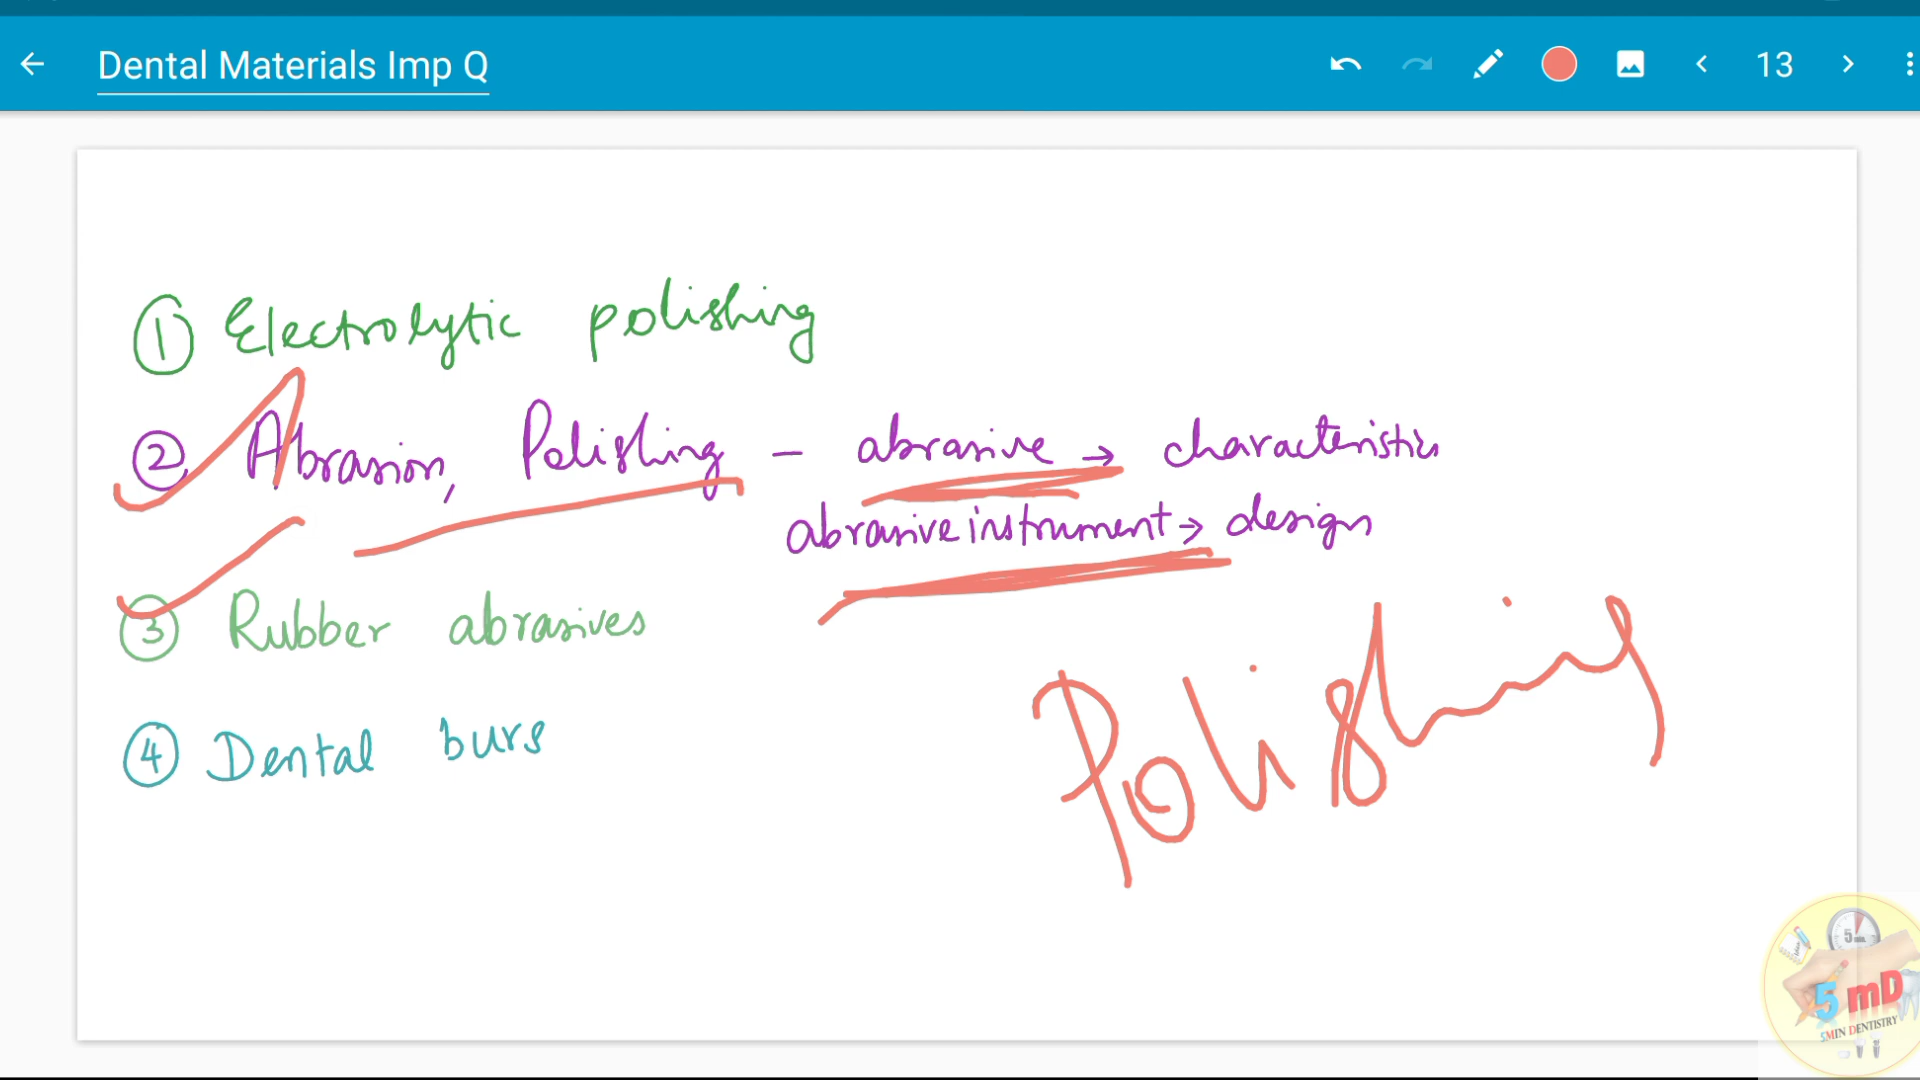 Dental Materials Imp Q
13
① Electrolytic polishing
② Abrasion, Polishing – abrasive → characteristics
abrasive instrument → design
③ Rubber abrasives
Polishing
④ Dental burs
5
5 mD
5MIN DENTISTRY